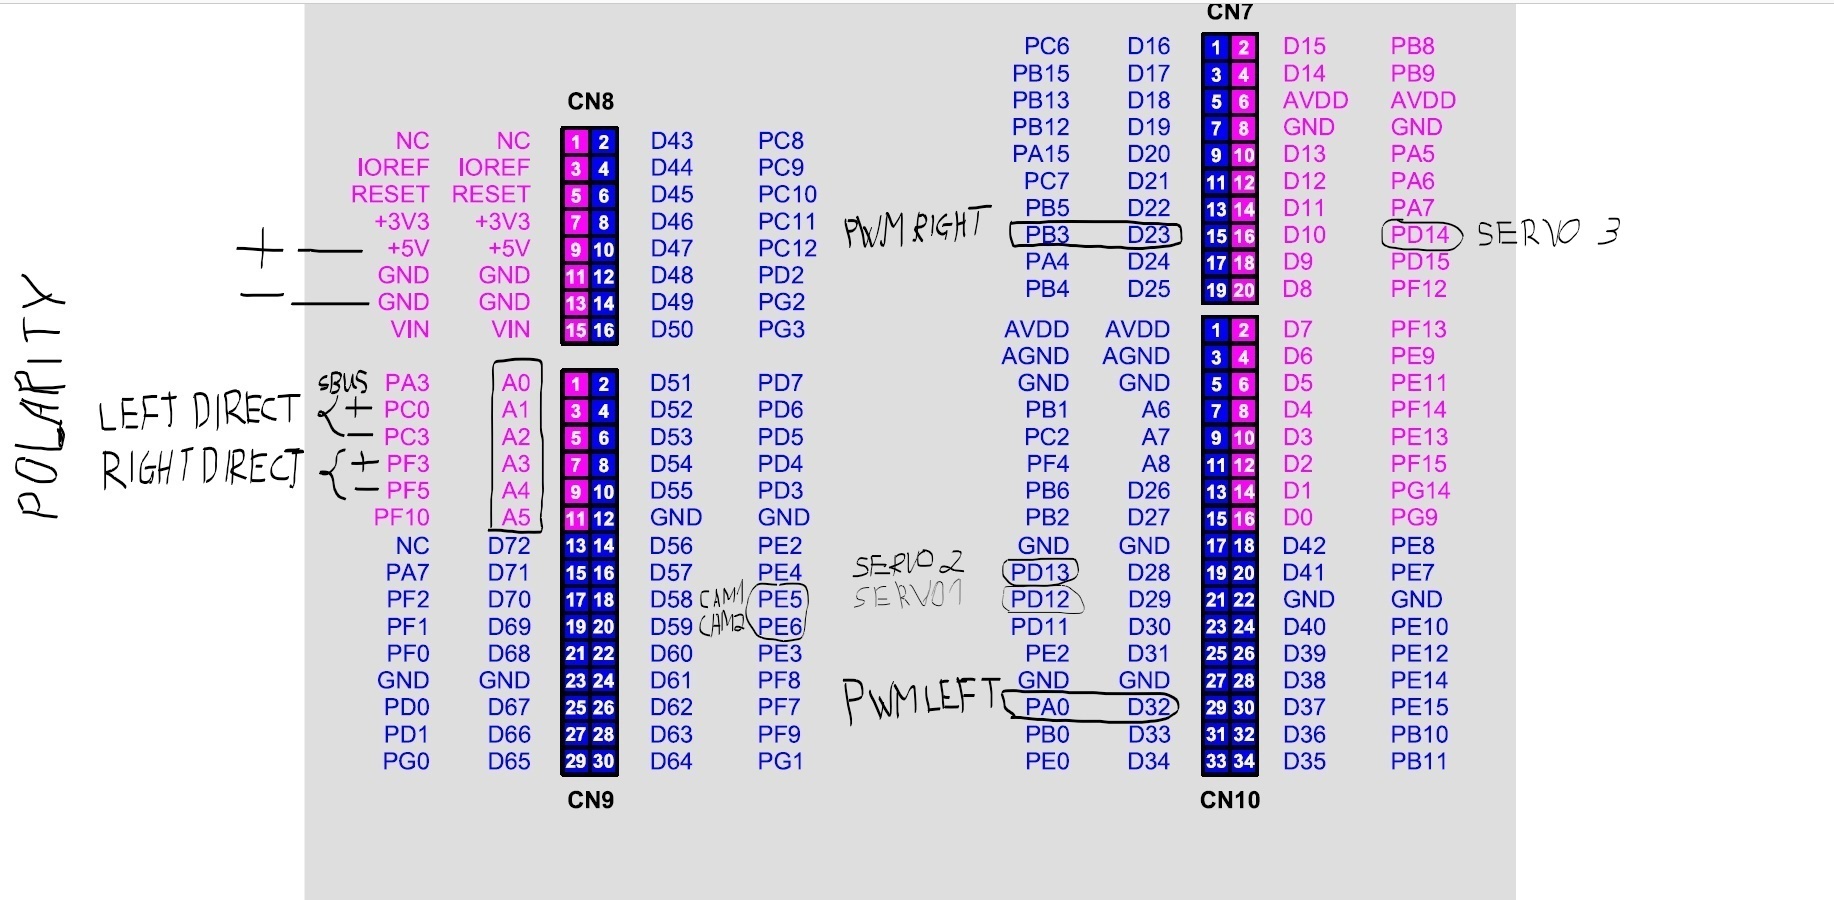 CN7
PC6 D16 1 2 D15 PB8
PB15 D17 3 4 D14 PB9
PB13 D18 5 6 AVDD AVDD
PB12 D19 7 8 GND GND
PA15 D20 9 10 D13 PA5
PC7 D21 11 12 D12 PA6
PB5 D22 13 14 D11 PA7
PWM RIGHT PB3 D23 15 16 D10 PD14 SERVO 3
PA4 D24 17 18 D9 PD15
PB4 D25 19 20 D8 PF12
CN8
NC NC 1 2 D43 PC8
IOREF IOREF 3 4 D44 PC9
RESET RESET 5 6 D45 PC10
+3V3 +3V3 7 8 D46 PC11
+ +5V +5V 9 10 D47 PC12
GND GND 11 12 D48 PD2
- GND GND 13 14 D49 PG2
VIN VIN 15 16 D50 PG3
POLARITY
SBUS PA3 A0 1 2 D51 PD7
LEFT DIRECT + PC0 A1 3 4 D52 PD6
- PC3 A2 5 6 D53 PD5
RIGHT DIRECT + PF3 A3 7 8 D54 PD4
- PF5 A4 9 10 D55 PD3
PF10 A5 11 12 GND GND
NC D72 13 14 D56 PE2
PA7 D71 15 16 D57 PE4
PF2 D70 17 18 D58 CAM1 PE5
PF1 D69 19 20 D59 CAM2 PE6
PF0 D68 21 22 D60 PE3
GND GND 23 24 D61 PF8
PD0 D67 25 26 D62 PF7
PD1 D66 27 28 D63 PF9
PG0 D65 29 30 D64 PG1
CN9
AVDD AVDD 1 2 D7 PF13
AGND AGND 3 4 D6 PE9
GND GND 5 6 D5 PE11
PB1 A6 7 8 D4 PF14
PC2 A7 9 10 D3 PE13
PF4 A8 11 12 D2 PF15
PB6 D26 13 14 D1 PG14
PB2 D27 15 16 D0 PG9
GND GND 17 18 D42 PE8
SERVO 2 PD13 D28 19 20 D41 PE7
SERVO1 PD12 D29 21 22 GND GND
PD11 D30 23 24 D40 PE10
PE2 D31 25 26 D39 PE12
GND GND 27 28 D38 PE14
PWM LEFT PA0 D32 29 30 D37 PE15
PB0 D33 31 32 D36 PB10
PE0 D34 33 34 D35 PB11
CN10